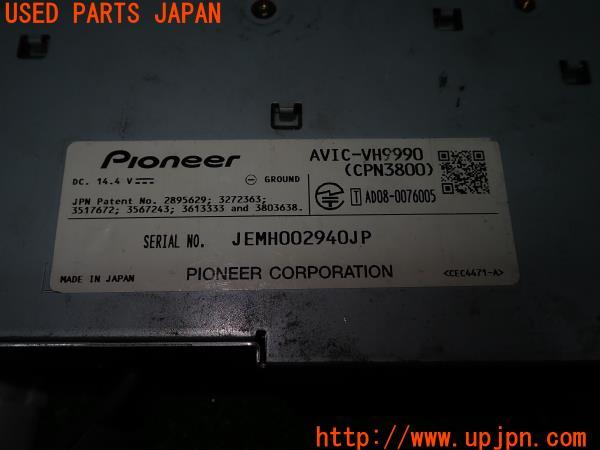 USED PARTS JAPAN
Pioneer
AVIC-VH9990
(CPN3800)
DC. 14.4 V
GROUND
JPN Patent No. 2895629; 3272363;
3517672; 3567243; 3613333 and 3803638.
T AD08-0076005
SERIAL NO. JEMH002940JP
MADE IN JAPAN
PIONEER CORPORATION
<CEC4471-A>
U.P.J
https://www.upjpn.com